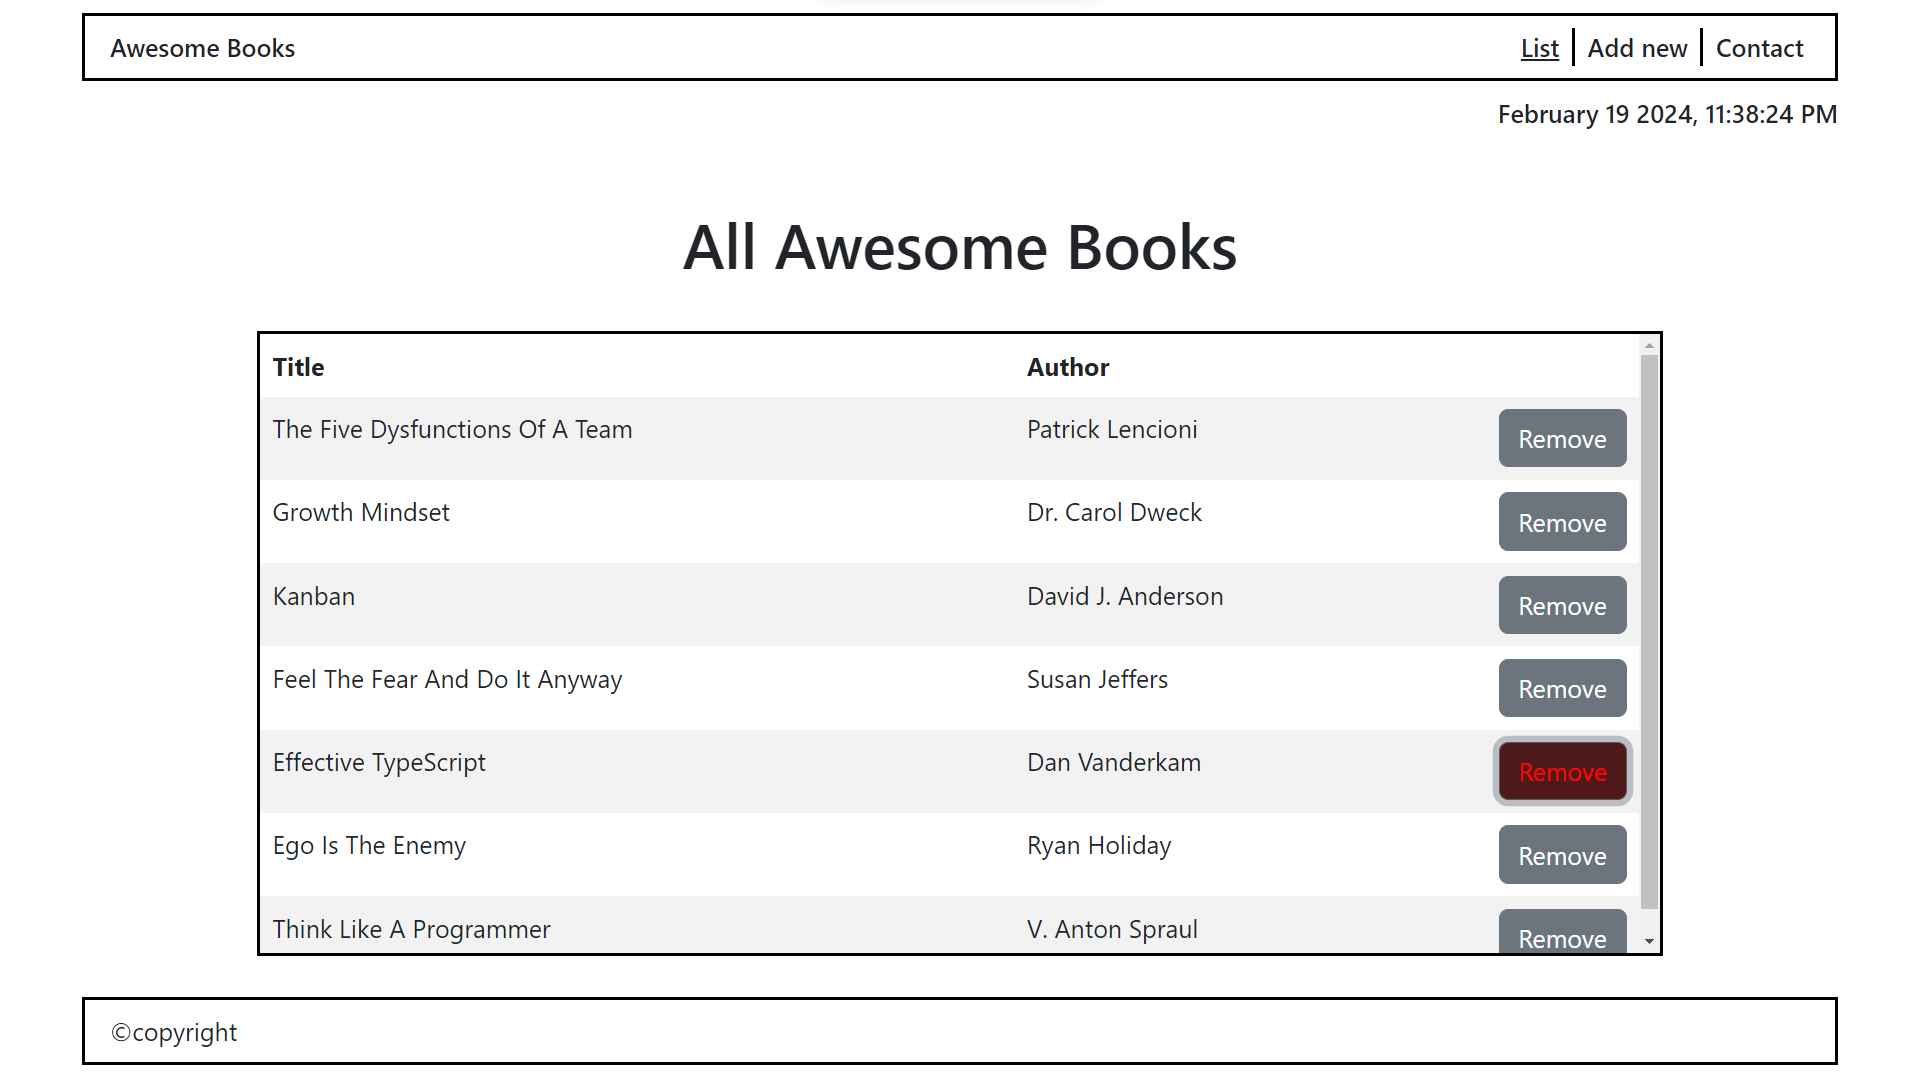 Awesome Books List Add new Contact
February 19 2024, 11:38:24 PM
All Awesome Books
Title Author
The Five Dysfunctions Of A Team Patrick Lencioni Remove
Growth Mindset Dr. Carol Dweck Remove
Kanban David J. Anderson Remove
Feel The Fear And Do It Anyway Susan Jeffers Remove
Effective TypeScript Dan Vanderkam Remove
Ego Is The Enemy Ryan Holiday Remove
Think Like A Programmer V. Anton Spraul Remove
©copyright